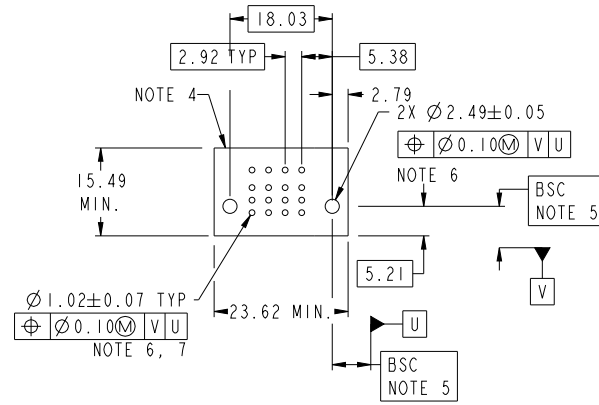 18.03
2.92 TYP
5.38
NOTE 4
2.79
2X Ø2.49±0.05
⌖ Ø0.10Ⓜ V U
NOTE 6
15.49
MIN.
BSC
NOTE 5
5.21
V
Ø1.02±0.07 TYP
⌖ Ø0.10Ⓜ V U
NOTE 6, 7
23.62 MIN.
U
BSC
NOTE 5